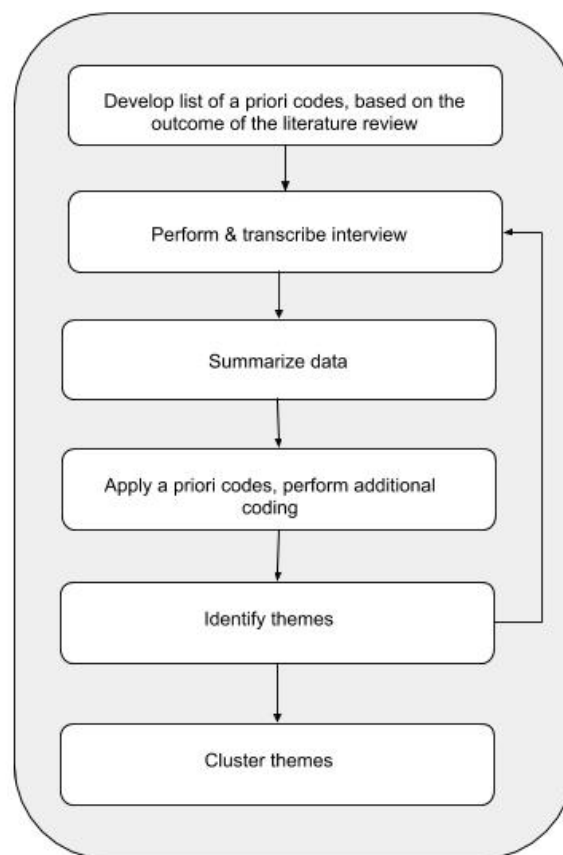 Develop list of a priori codes, based on the
outcome of the literature review
Perform & transcribe interview
Summarize data
Apply a priori codes, perform additional
coding
Identify themes
Cluster themes